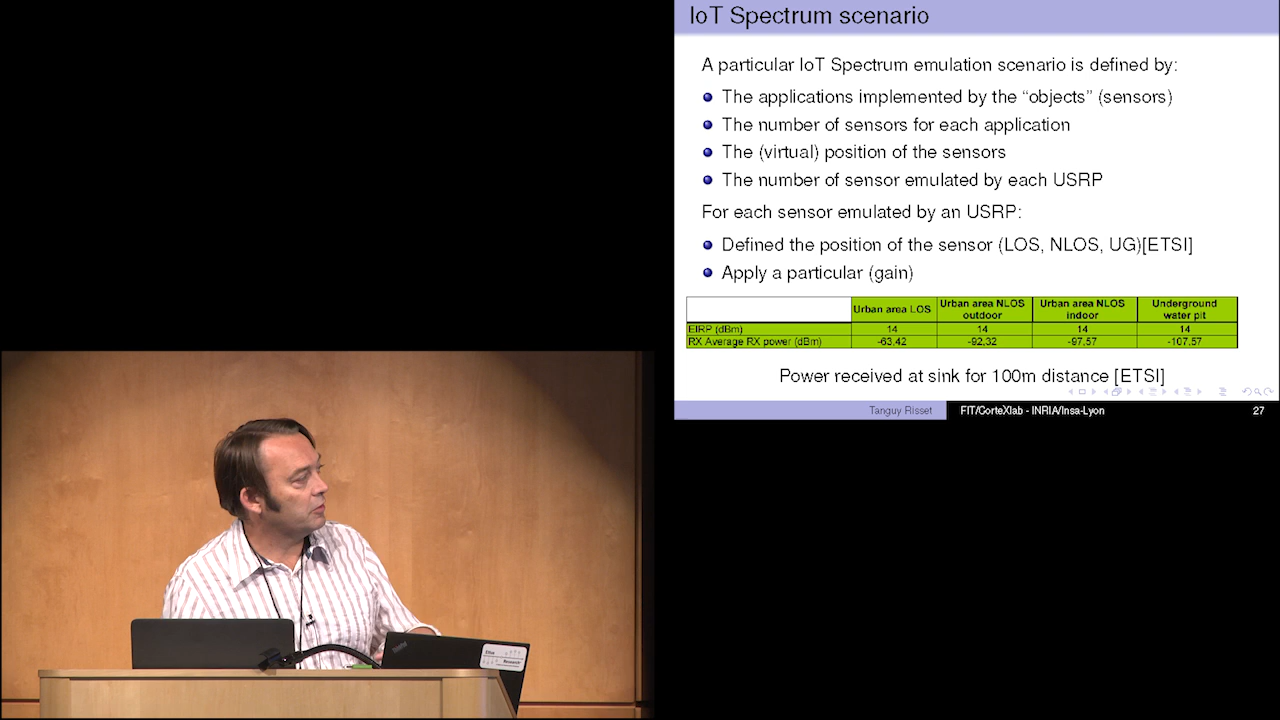 IoT Spectrum scenario
A particular IoT Spectrum emulation scenario is defined by:
The applications implemented by the “objects” (sensors)
The number of sensors for each application
The (virtual) position of the sensors
The number of sensor emulated by each USRP
For each sensor emulated by an USRP:
Defined the position of the sensor (LOS, NLOS, UG)[ETSI]
Apply a particular (gain)
Urban area LOS Urban area NLOS outdoor Urban area NLOS indoor Underground water pit
EIRP (dBm) 14 14 14 14
RX Average RX power (dBm) -63,42 -92,32 -97,57 -107,57
Power received at sink for 100m distance [ETSI]
Tanguy Risset FIT/CorteXlab - INRIA/Insa-Lyon 27
Ettus
Research